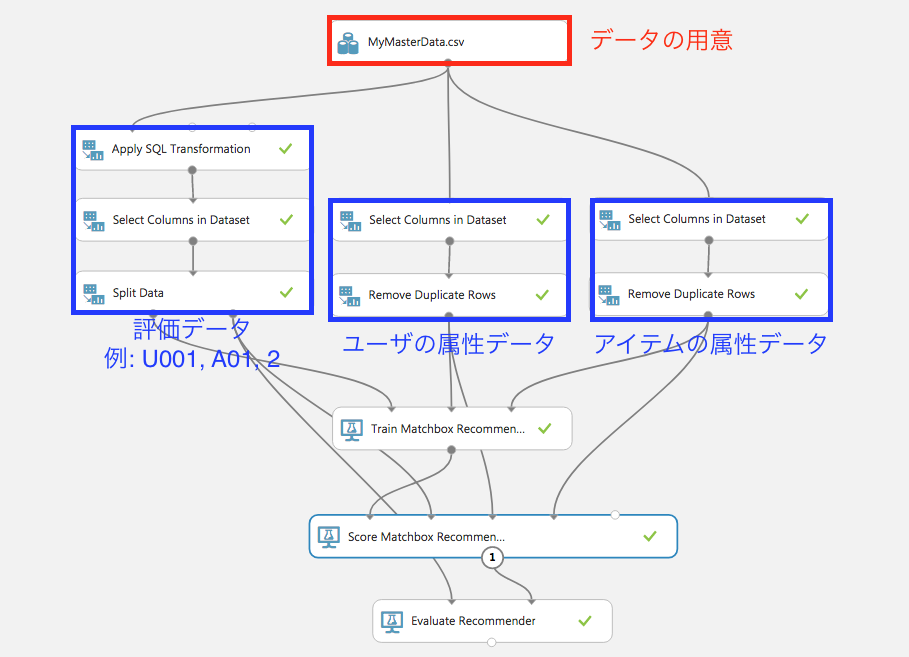 MyMasterData.csv
データの用意
Apply SQL Transformation
Select Columns in Dataset
Split Data
評価データ
例: U001, A01, 2
Select Columns in Dataset
Remove Duplicate Rows
ユーザの属性データ
Select Columns in Dataset
Remove Duplicate Rows
アイテムの属性データ
Train Matchbox Recommen...
Score Matchbox Recommen...
1
Evaluate Recommender